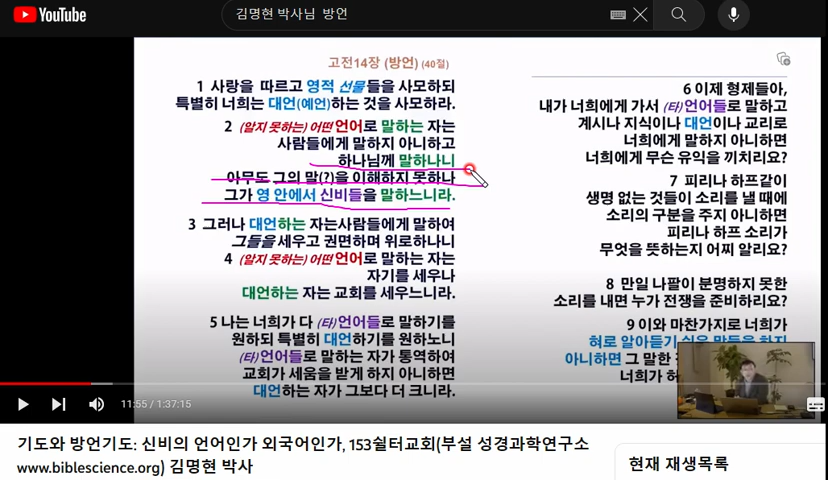 YouTube
김명현 박사님 방언
고전14장 (방언) (40절)
1 사랑을 따르고 영적 선물들을 사모하되
특별히 너희는 대언(예언)하는 것을 사모하라.
2 (알지 못하는) 어떤 언어로 말하는 자는
사람들에게 말하지 아니하고
하나님께 말하나니
아무도 그의 말(?)을 이해하지 못하나
그가 영 안에서 신비들을 말하느니라.
3 그러나 대언하는 자는사람들에게 말하여
그들을 세우고 권면하며 위로하나니
4 (알지 못하는) 어떤 언어로 말하는 자는
자기를 세우나
대언하는 자는 교회를 세우느니라.
5 나는 너희가 다 (타)언어들로 말하기를
원하되 특별히 대언하기를 원하노니
(타)언어들로 말하는 자가 통역하여
교회가 세움을 받게 하지 아니하면
대언하는 자가 그보다 더 크니라.
6 이제 형제들아,
내가 너희에게 가서 (타)언어들로 말하고
계시나 지식이나 대언이나 교리로
너희에게 말하지 아니하면
너희에게 무슨 유익을 끼치리요?
7 피리나 하프같이
생명 없는 것들이 소리를 낼 때에
소리의 구분을 주지 아니하면
피리나 하프 소리가
무엇을 뜻하는지 어찌 알리요?
8 만일 나팔이 분명하지 못한
소리를 내면 누가 전쟁을 준비하리요?
9 이와 마찬가지로 너희가
혀로 알아듣기 쉬운 말들을 하지
아니하면 그 말한
너희가
11:55 / 1:37:15
기도와 방언기도: 신비의 언어인가 외국어인가, 153쉴터교회(부설 성경과학연구소
www.biblescience.org) 김명현 박사
현재 재생목록